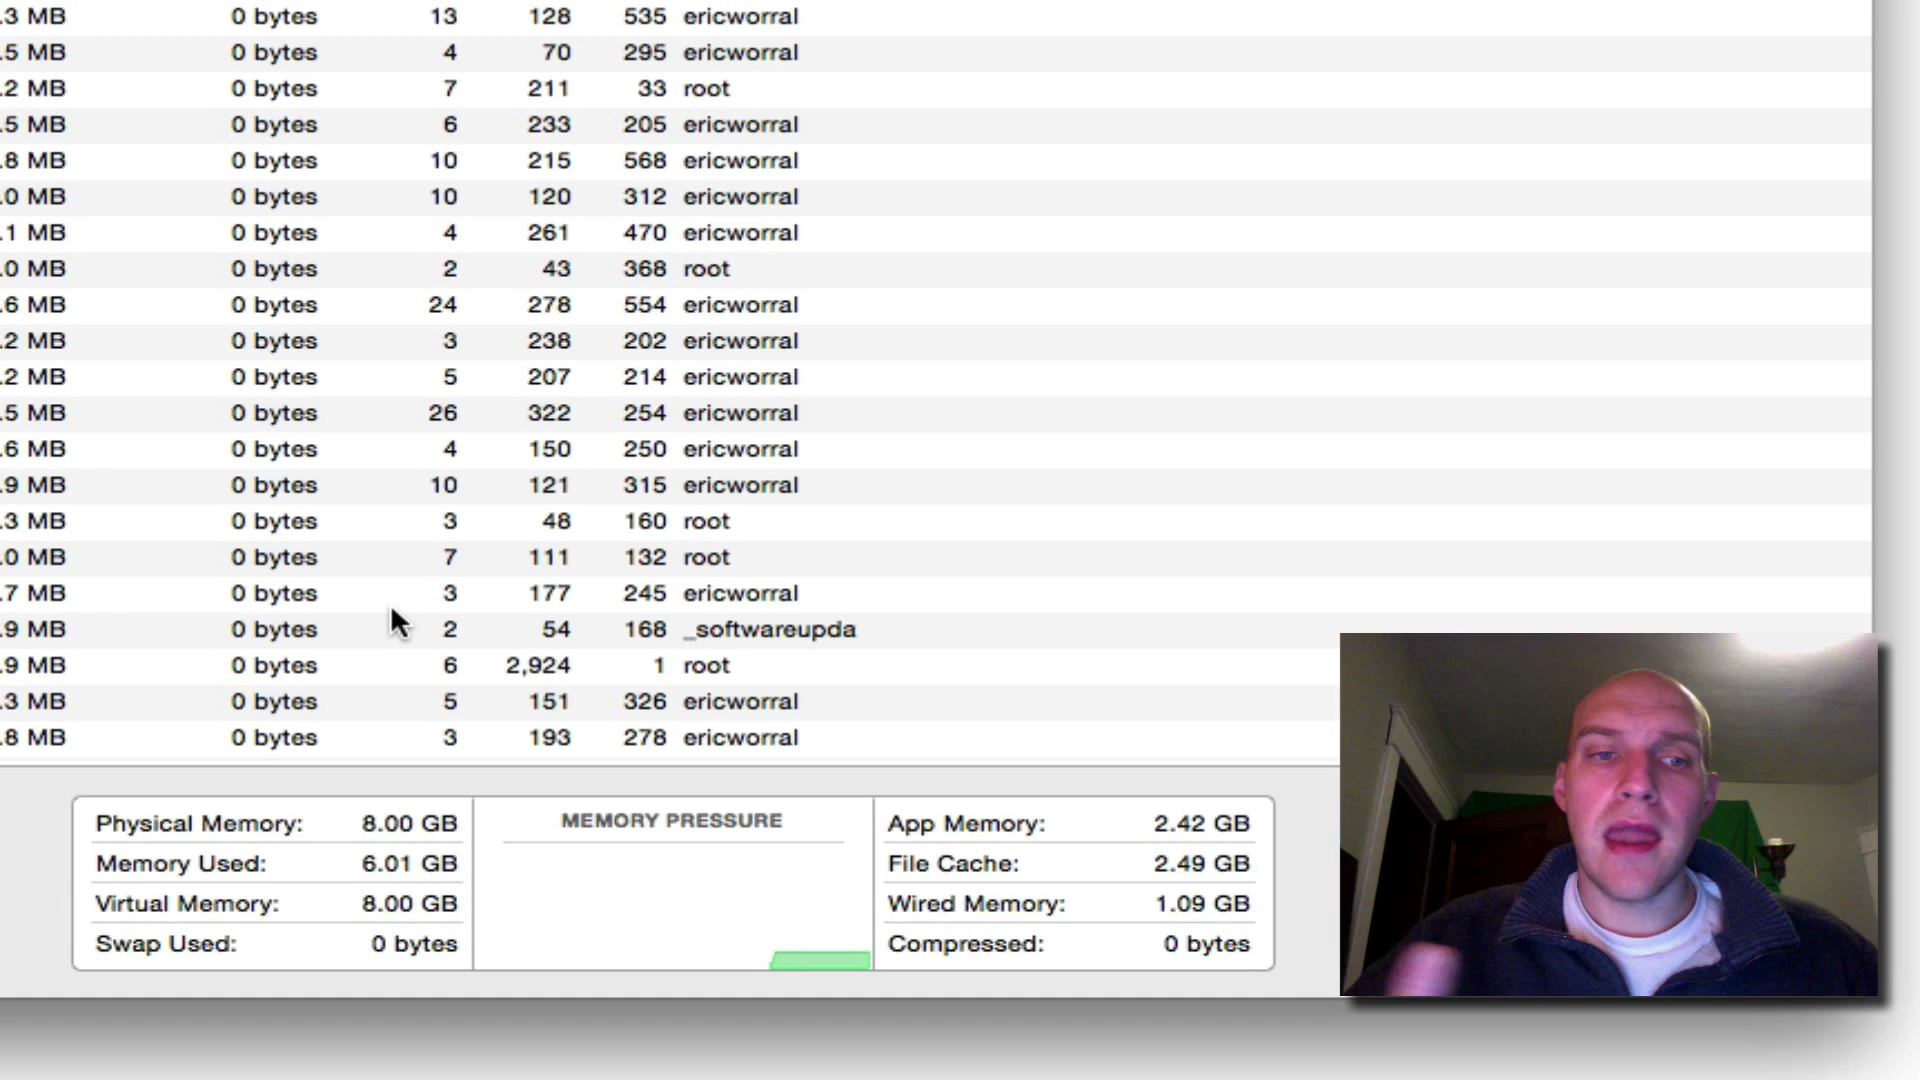 .3 MB 0 bytes 13 128 535 ericworral
.5 MB 0 bytes 4 70 295 ericworral
.2 MB 0 bytes 7 211 33 root
.5 MB 0 bytes 6 233 205 ericworral
.8 MB 0 bytes 10 215 568 ericworral
.0 MB 0 bytes 10 120 312 ericworral
.1 MB 0 bytes 4 261 470 ericworral
.0 MB 0 bytes 2 43 368 root
.6 MB 0 bytes 24 278 554 ericworral
.2 MB 0 bytes 3 238 202 ericworral
.2 MB 0 bytes 5 207 214 ericworral
.5 MB 0 bytes 26 322 254 ericworral
.6 MB 0 bytes 4 150 250 ericworral
.9 MB 0 bytes 10 121 315 ericworral
.3 MB 0 bytes 3 48 160 root
.0 MB 0 bytes 7 111 132 root
.7 MB 0 bytes 3 177 245 ericworral
.9 MB 0 bytes 2 54 168 _softwareupda
.9 MB 0 bytes 6 2,924 1 root
.3 MB 0 bytes 5 151 326 ericworral
.8 MB 0 bytes 3 193 278 ericworral
Physical Memory: 8.00 GB
Memory Used: 6.01 GB
Virtual Memory: 8.00 GB
Swap Used: 0 bytes
MEMORY PRESSURE
App Memory: 2.42 GB
File Cache: 2.49 GB
Wired Memory: 1.09 GB
Compressed: 0 bytes